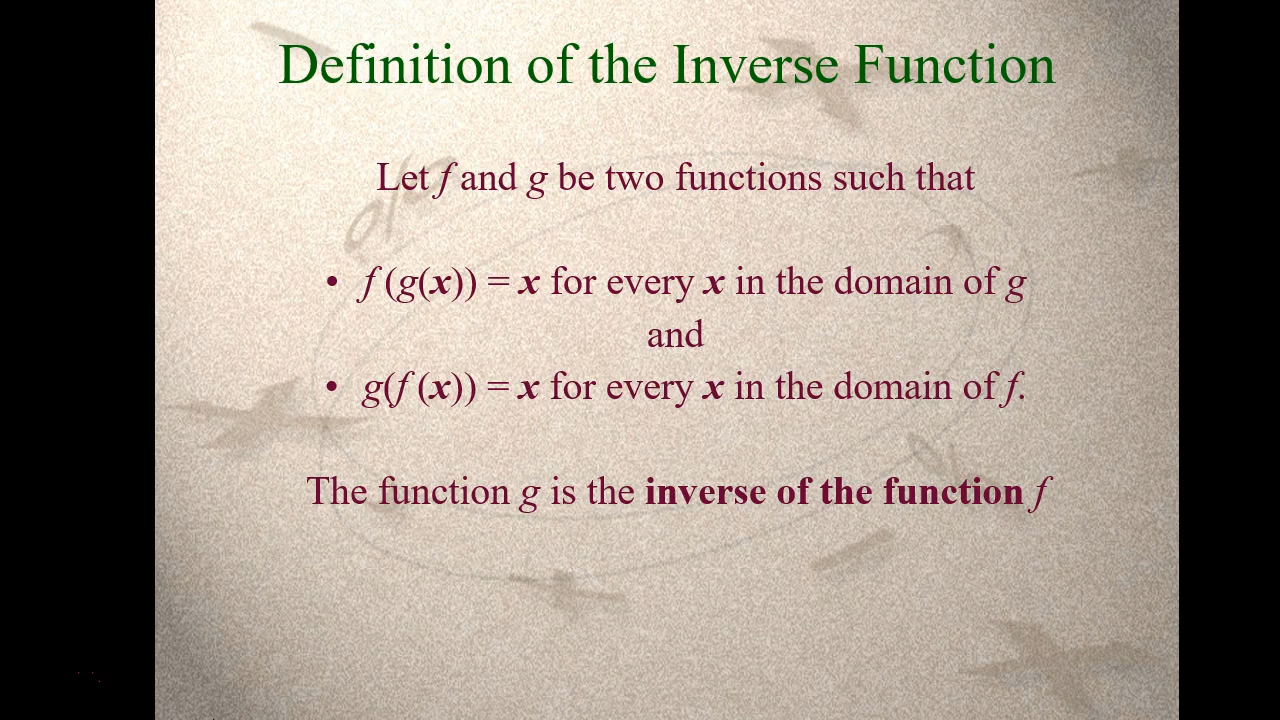 Definition of the Inverse Function
Let f and g be two functions such that
• f (g(x)) = x for every x in the domain of g
and
• g(f (x)) = x for every x in the domain of f.
The function g is the inverse of the function f